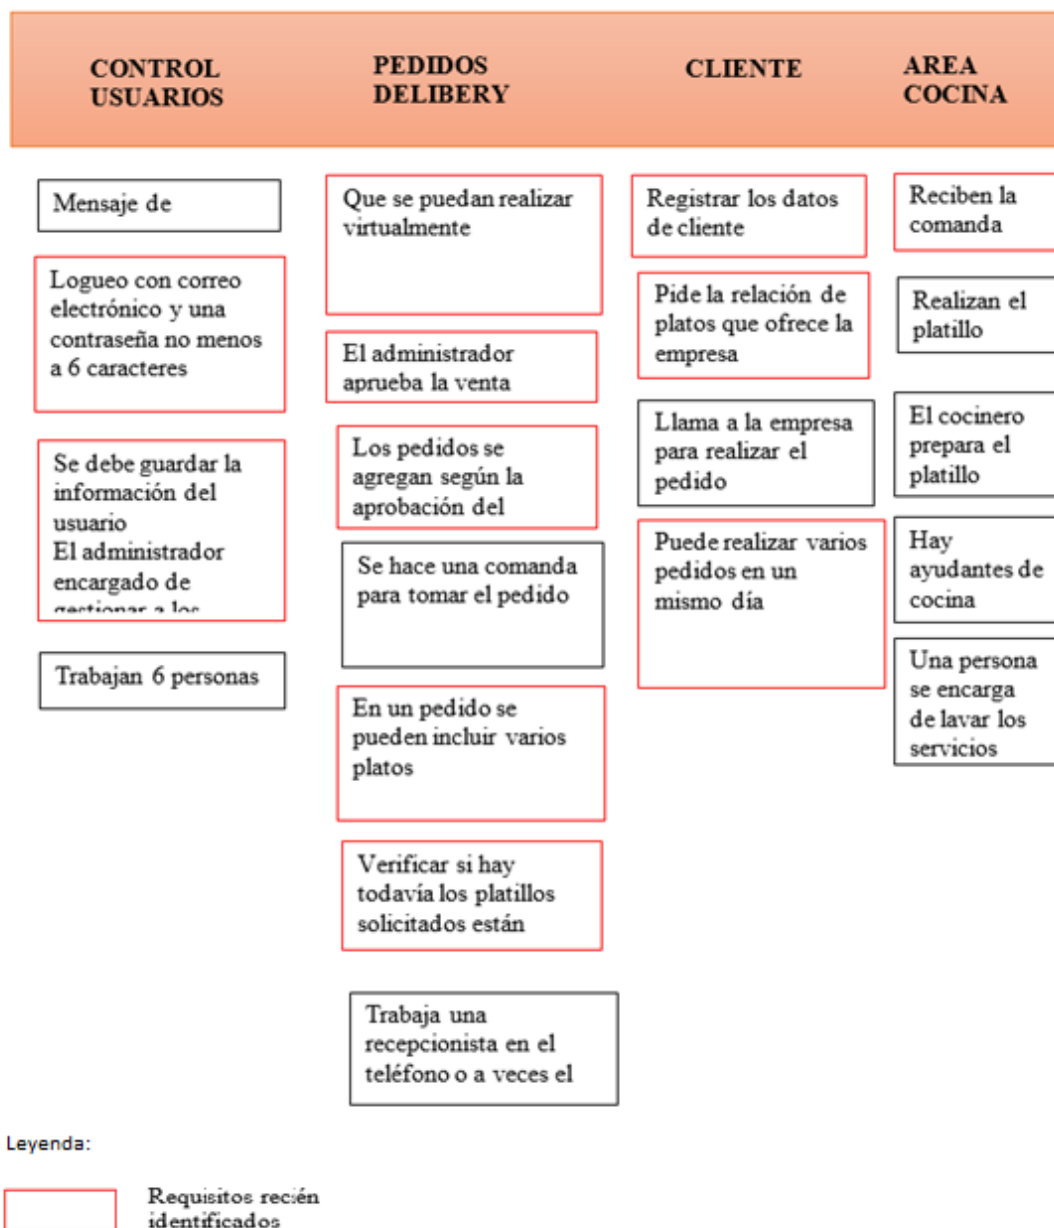 CONTROL
USUARIOS
PEDIDOS
DELIBERY
CLIENTE
AREA
COCINA
Mensaje de
Logueo con correo
electrónico y una
contraseña no menos
a 6 caracteres
Se debe guardar la
información del
usuario
El administrador
encargado de
gestionar a los
Trabajan 6 personas
Que se puedan realizar
virtualmente
El administrador
aprueba la venta
Los pedidos se
agregan según la
aprobación del
Se hace una comanda
para tomar el pedido
En un pedido se
pueden incluir varios
platos
Verificar si hay
todavía los platillos
solicitados están
Trabaja una
recepcionista en el
teléfono o a veces el
Registrar los datos
de cliente
Pide la relación de
platos que ofrece la
empresa
Llama a la empresa
para realizar el
pedido
Puede realizar varios
pedidos en un
mismo día
Reciben la
comanda
Realizan el
platillo
El cocinero
prepara el
platillo
Hay
ayudantes de
cocina
Una persona
se encarga
de lavar los
servicios
Leyenda:
Requisitos recién
identificados